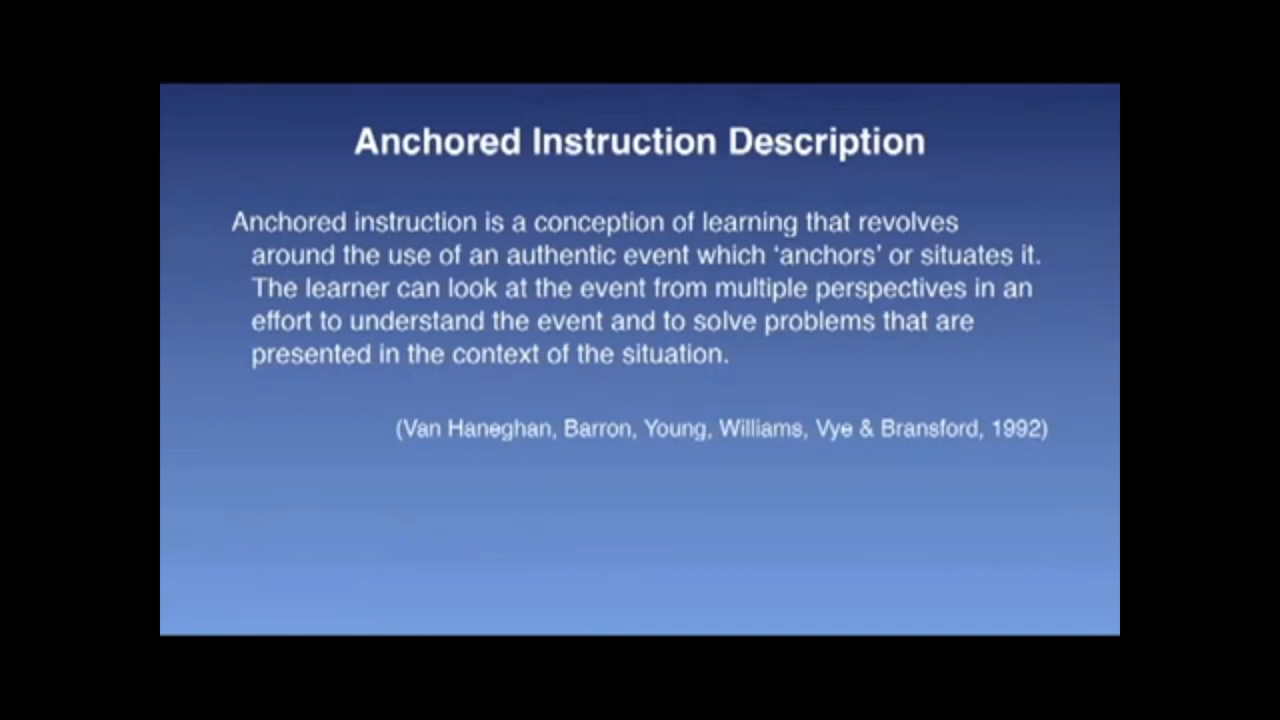 Anchored Instruction Description
Anchored instruction is a conception of learning that revolves
around the use of an authentic event which ‘anchors’ or situates it.
The learner can look at the event from multiple perspectives in an
effort to understand the event and to solve problems that are
presented in the context of the situation.
(Van Haneghan, Barron, Young, Williams, Vye & Bransford, 1992)